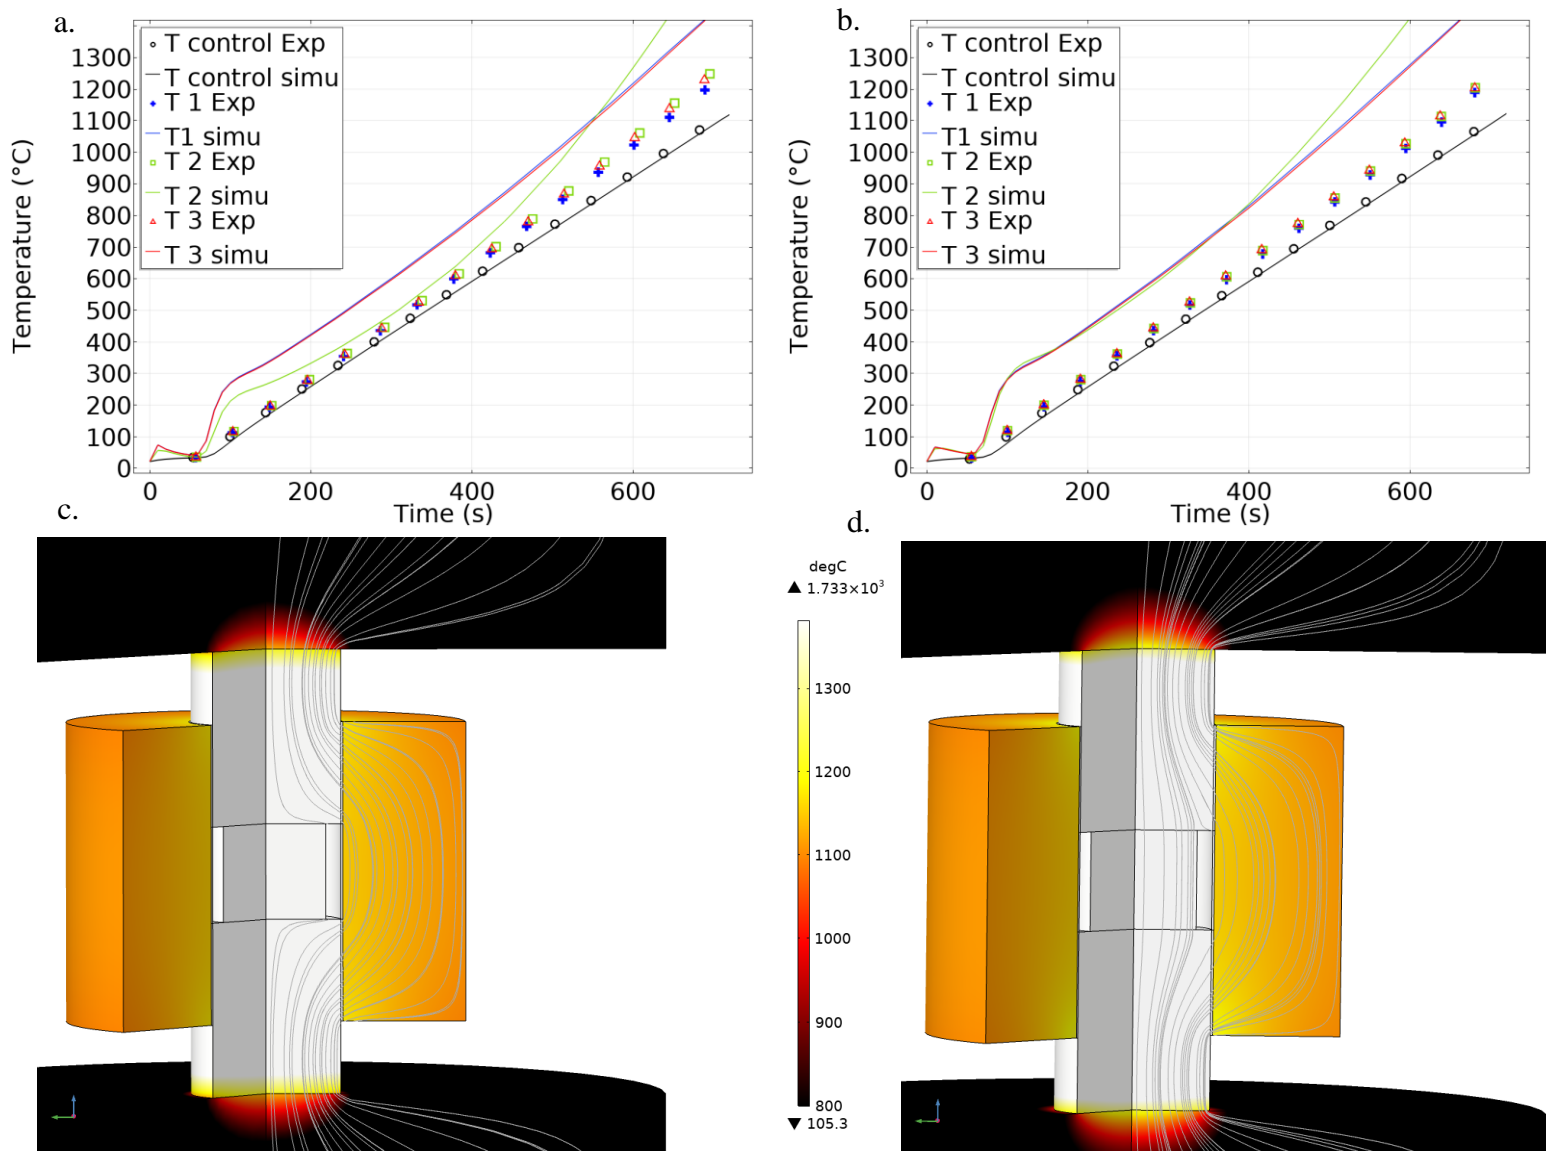 a.
T control Exp
T control simu
T 1 Exp
T1 simu
T 2 Exp
T 2 simu
T 3 Exp
T 3 simu
Temperature (°C)
1300
1200
1100
1000
900
800
700
600
500
400
300
200
100
0
0
200
400
600
Time (s)
b.
T control Exp
T control simu
T 1 Exp
T1 simu
T 2 Exp
T 2 simu
T 3 Exp
T 3 simu
Temperature (°C)
1300
1200
1100
1000
900
800
700
600
500
400
300
200
100
0
0
200
400
600
Time (s)
c.
degC
▲ 1.733×10³
1300
1200
1100
1000
900
800
▼ 105.3
d.